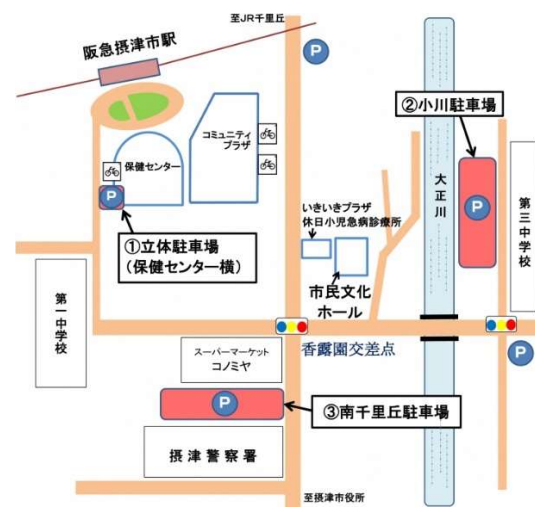 至JR千里丘
阪急摂津市駅
P
②小川駐車場
コミュニティ
プラザ
保健センター
P
P
大正川
第三中学校
いきいきプラザ
休日小児急病診療所
①立体駐車場
(保健センター横)
市民文化
ホール
第一中学校
香露園交差点
スーパーマーケット
コノミヤ
P
P
③南千里丘駐車場
摂津警察署
至摂津市役所